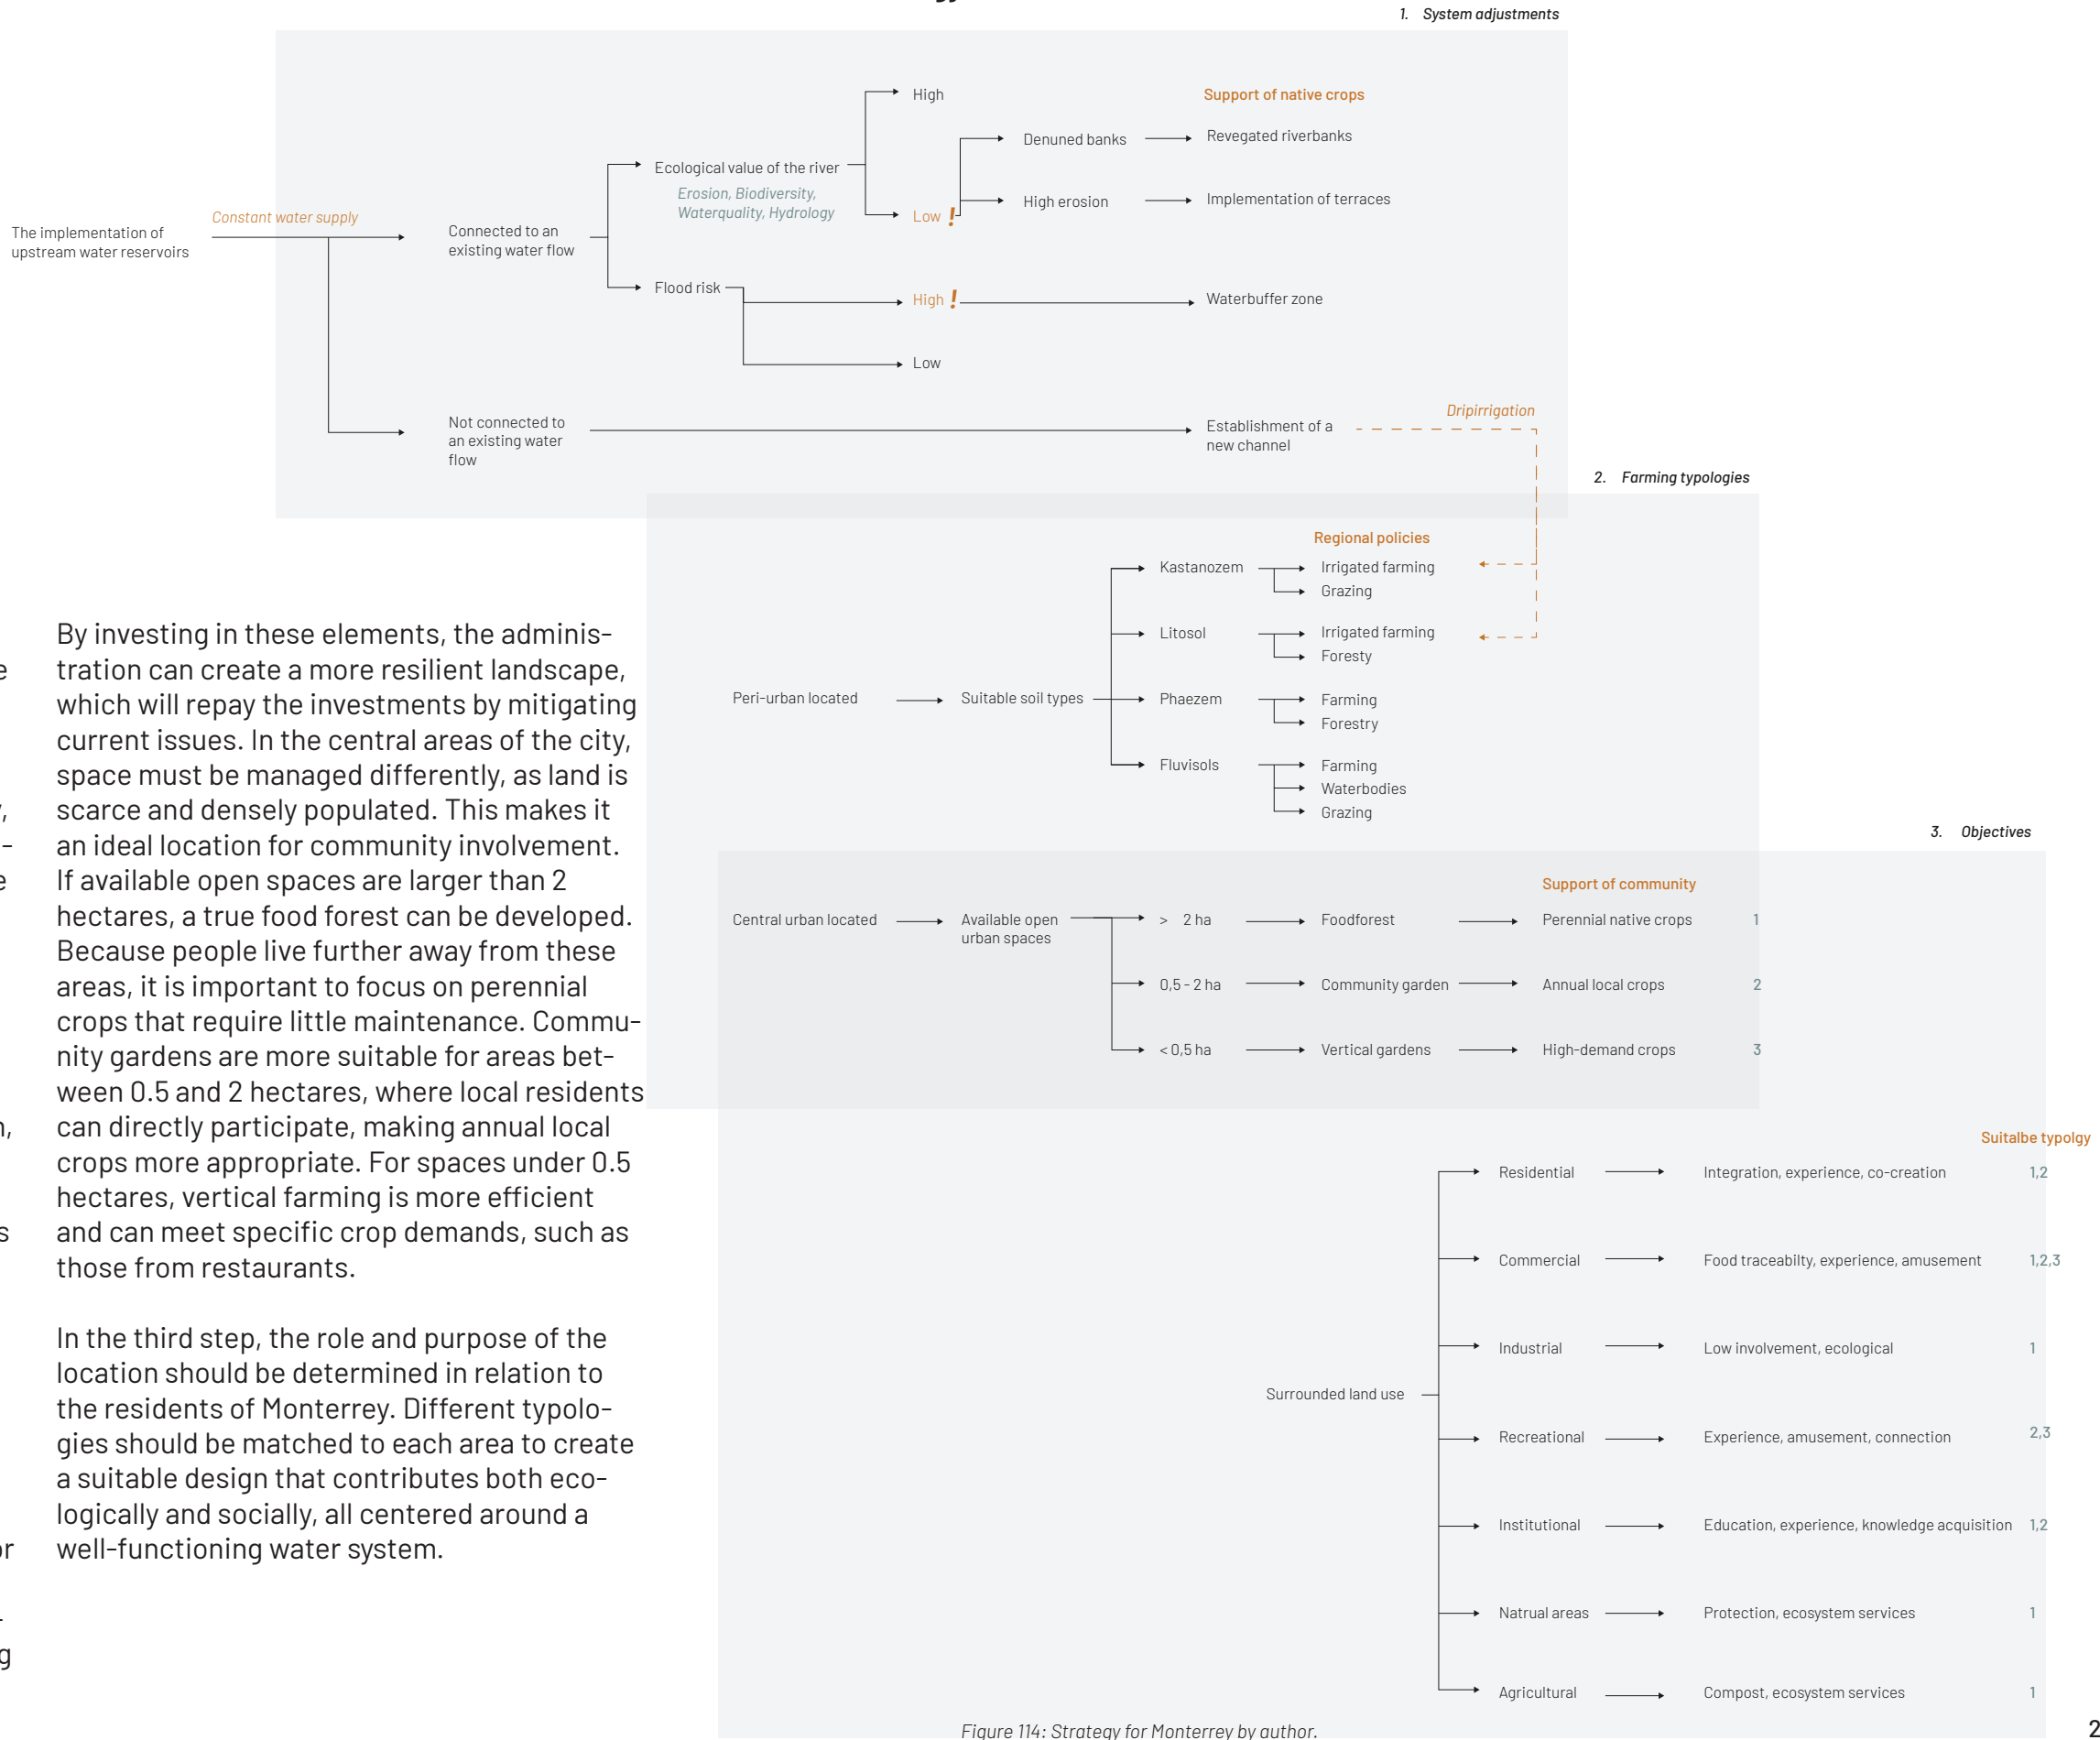 1. System adjustments
High
Support of native crops
Denuned banks
Revegated riverbanks
Ecological value of the river
Erosion, Biodiversity,
Waterquality, Hydrology
High erosion
Implementation of terraces
Low !
Constant water supply
The implementation of
upstream water reservoirs
Connected to an
existing water flow
Flood risk
High !
Waterbuffer zone
Low
Not connected to
an existing water
flow
Establishment of a
new channel
Dripirrigation
2. Farming typologies
Regional policies
Kastanozem
Irrigated farming
Grazing
Litosol
Irrigated farming
Foresty
Peri-urban located
Suitable soil types
Phaezem
Farming
Forestry
Fluvisols
Farming
Waterbodies
Grazing
3. Objectives
Support of community
Central urban located
Available open
urban spaces
> 2 ha
Foodforest
Perennial native crops
1
0,5 - 2 ha
Community garden
Annual local crops
2
< 0,5 ha
Vertical gardens
High-demand crops
3
Suitalbe typolgy
Surrounded land use
Residential
Integration, experience, co-creation
1,2
Commercial
Food traceabilty, experience, amusement
1,2,3
Industrial
Low involvement, ecological
1
Recreational
Experience, amusement, connection
2,3
Institutional
Education, experience, knowledge acquisition
1,2
Natrual areas
Protection, ecosystem services
1
Agricultural
Compost, ecosystem services
1
By investing in these elements, the adminis-
tration can create a more resilient landscape,
which will repay the investments by mitigating
current issues. In the central areas of the city,
space must be managed differently, as land is
scarce and densely populated. This makes it
an ideal location for community involvement.
If available open spaces are larger than 2
hectares, a true food forest can be developed.
Because people live further away from these
areas, it is important to focus on perennial
crops that require little maintenance. Commu-
nity gardens are more suitable for areas bet-
ween 0.5 and 2 hectares, where local residents
can directly participate, making annual local
crops more appropriate. For spaces under 0.5
hectares, vertical farming is more efficient
and can meet specific crop demands, such as
those from restaurants.
In the third step, the role and purpose of the
location should be determined in relation to
the residents of Monterrey. Different typolo-
gies should be matched to each area to create
a suitable design that contributes both eco-
logically and socially, all centered around a
well-functioning water system.
Figure 114: Strategy for Monterrey by author.
2